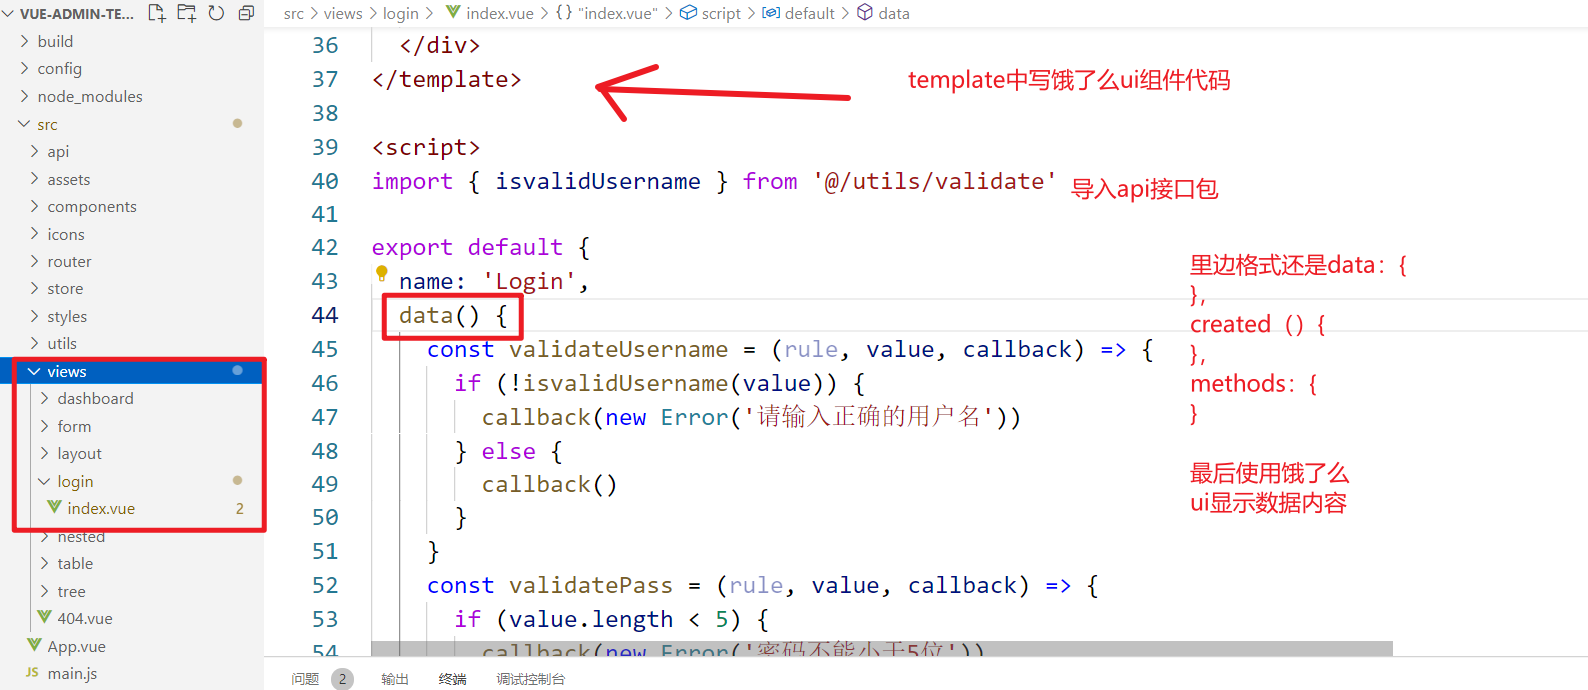 VUE-ADMIN-TE...
build
config
node_modules
src
api
assets
components
icons
router
store
styles
utils
views
dashboard
form
layout
login
index.vue 2
nested
table
tree
404.vue
App.vue
JS main.js
src > views > login > index.vue > {} "index.vue" > script > default > data
36 </div>
37 </template>
38
39 <script>
40 import { isvalidUsername } from '@/utils/validate'
41
42 export default {
43 name: 'Login',
44 data() {
45 const validateUsername = (rule, value, callback) => {
46 if (!isvalidUsername(value)) {
47 callback(new Error('请输入正确的用户名'))
48 } else {
49 callback()
50 }
51 }
52 const validatePass = (rule, value, callback) => {
53 if (value.length < 5) {
54 callback(new Error('密码不能小于5位'))
template中写饿了么ui组件代码
导入api接口包
里边格式还是data：{
},
created（）{
},
methods：{
}
最后使用饿了么
ui显示数据内容
问题 2 输出 终端 调试控制台